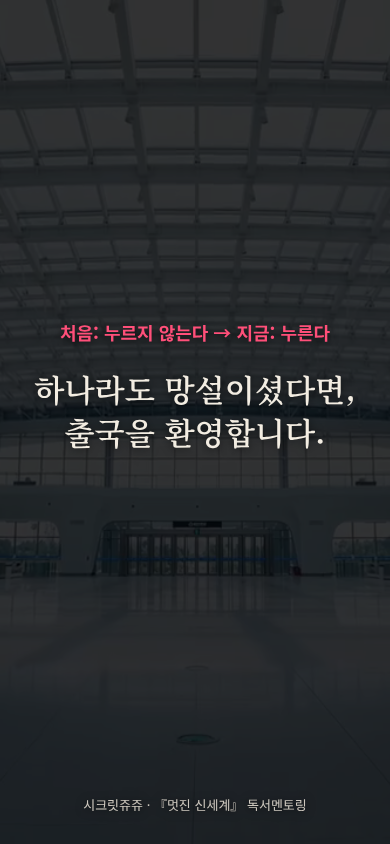 처음: 누르지 않는다 → 지금: 누른다
하나라도 망설이셨다면,
출국을 환영합니다.
시크릿쥬쥬 · 『멋진 신세계』 독서멘토링